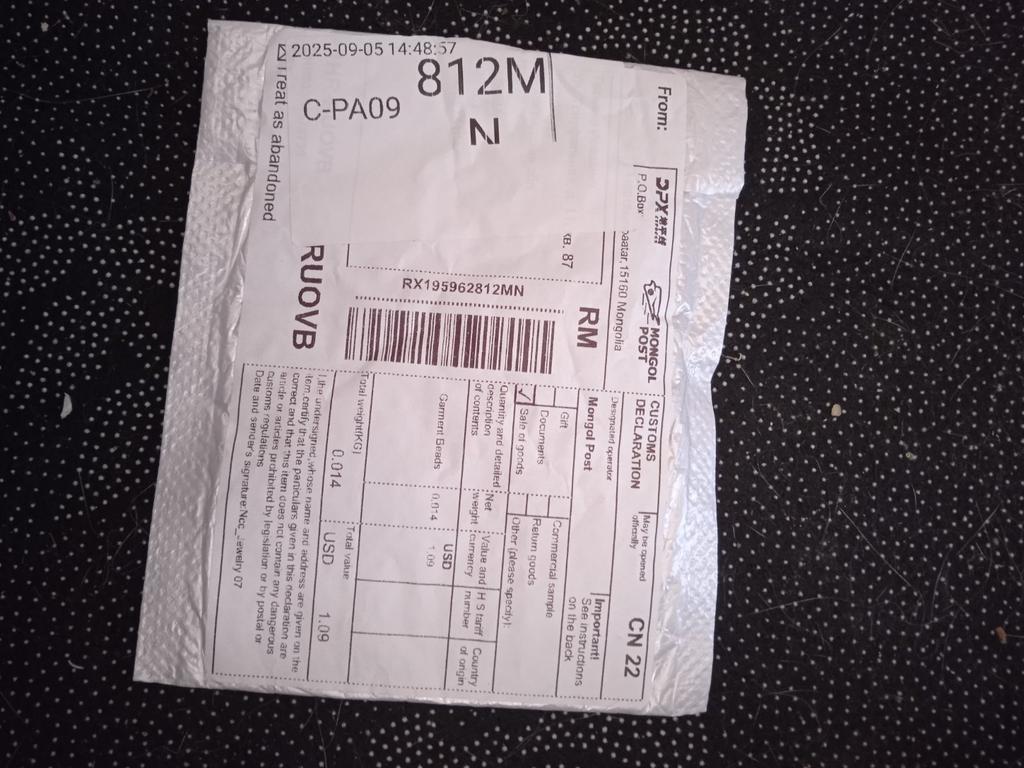 2025-09-05 14:48:57
812M
C-PA09
N
Treat as abandoned
From:
DPX
P.O.Box
15160 Mongolia
MONGOL
POST
KB. 87
RM
RX195962812MN
RUOVB
CUSTOMS
DECLARATION
May be opened
officially
CN 22
Designated operator
Mongol Post
Important!
See instructions
on the back
Gift
Commercial sample
Documents
Return goods
✓ Sale of goods
Other (please specify):
Quantity and detailed
description
of contents
Net
weight
Value and
currency
H S tariff
number
Country
of origin
Garment Beads
0.014
USD
1.09
Total weight(KG)
0.014
Total value
USD
1.09
I,the undersigned,whose name and address are given on the
item,certify that the particulars given in this declaration are
correct and that this item does not contain any dangerous
article or articles prohibited by legislation or by postal or
customs regulations
Date and sender's signature:Ncc_Jewelry 07